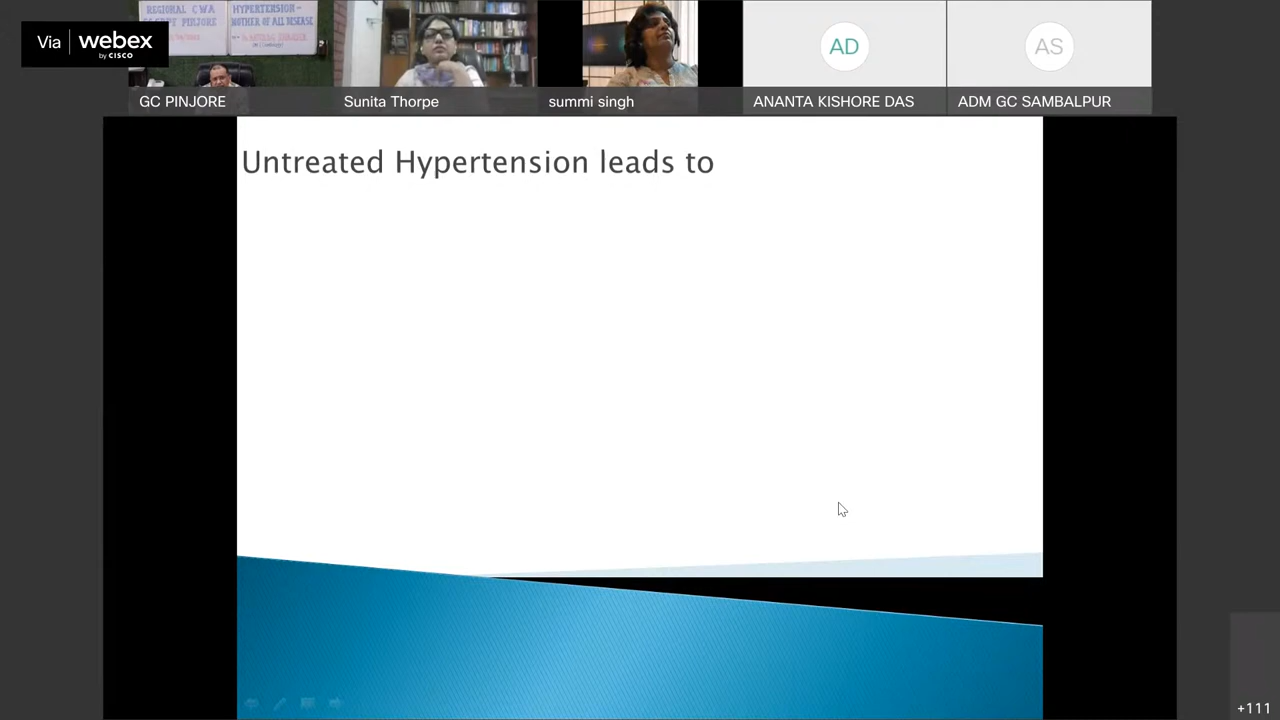 Via webex
by CISCO
REGIONAL CWA
PINJORE
HYPERTENSION-
MOTHER OF ALL DISEASE
GC PINJORE
Sunita Thorpe
summi singh
AD
ANANTA KISHORE DAS
AS
ADM GC SAMBALPUR
Untreated Hypertension leads to
+111